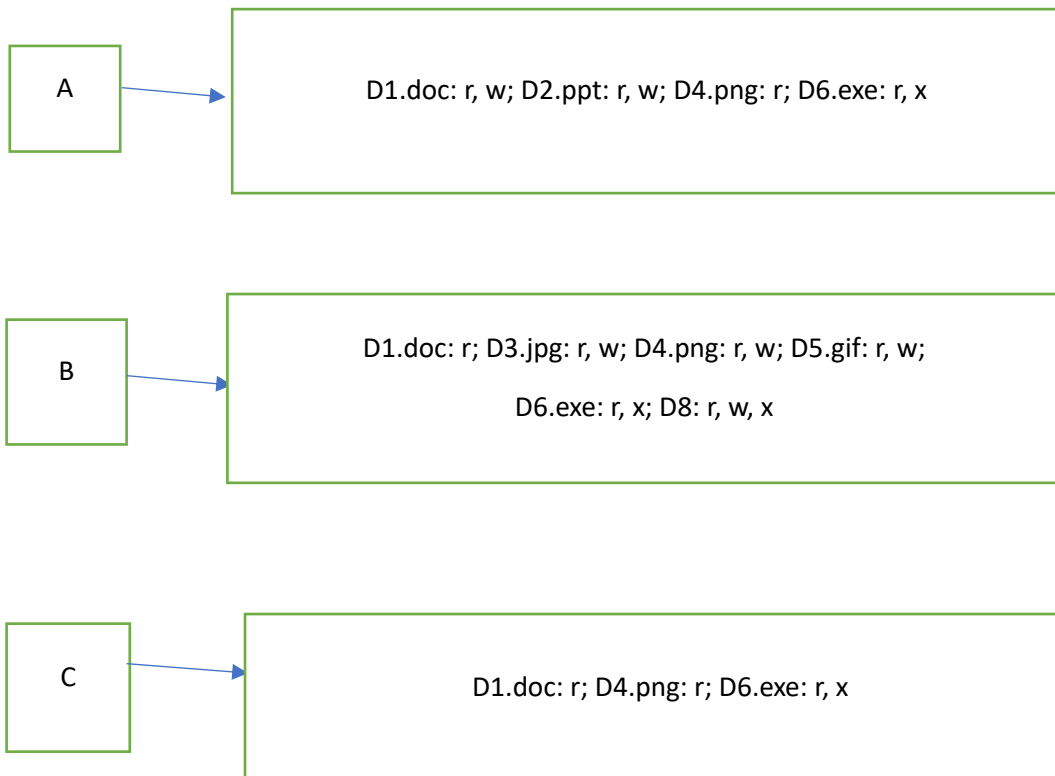 A
D1.doc: r, w; D2.ppt: r, w; D4.png: r; D6.exe: r, x
B
D1.doc: r; D3.jpg: r, w; D4.png: r, w; D5.gif: r, w;
D6.exe: r, x; D8: r, w, x
C
D1.doc: r; D4.png: r; D6.exe: r, x